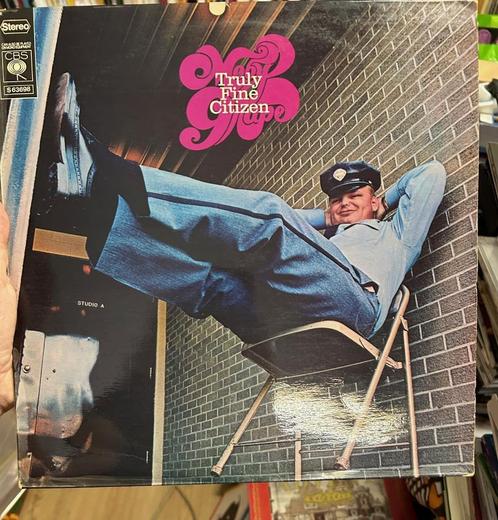 Stereo
CBS
S 63698
Moby
Grape
Truly
Fine
Citizen
STUDIO A